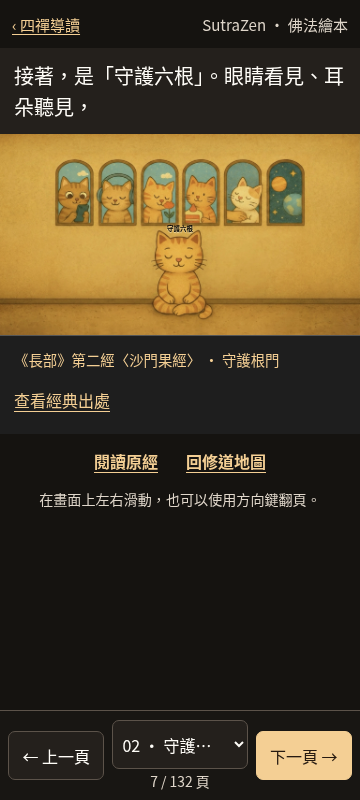 ‹ 四禪導讀
SutraZen ・ 佛法繪本
接著，是「守護六根」。眼睛看見、耳
朵聽見，
守護六根
《長部》第二經〈沙門果經〉 ・ 守護根門
查看經典出處
閱讀原經 回修道地圖
在畫面上左右滑動，也可以使用方向鍵翻頁。
← 上一頁
02 ・ 守護⋯
下一頁 →
7 / 132 頁